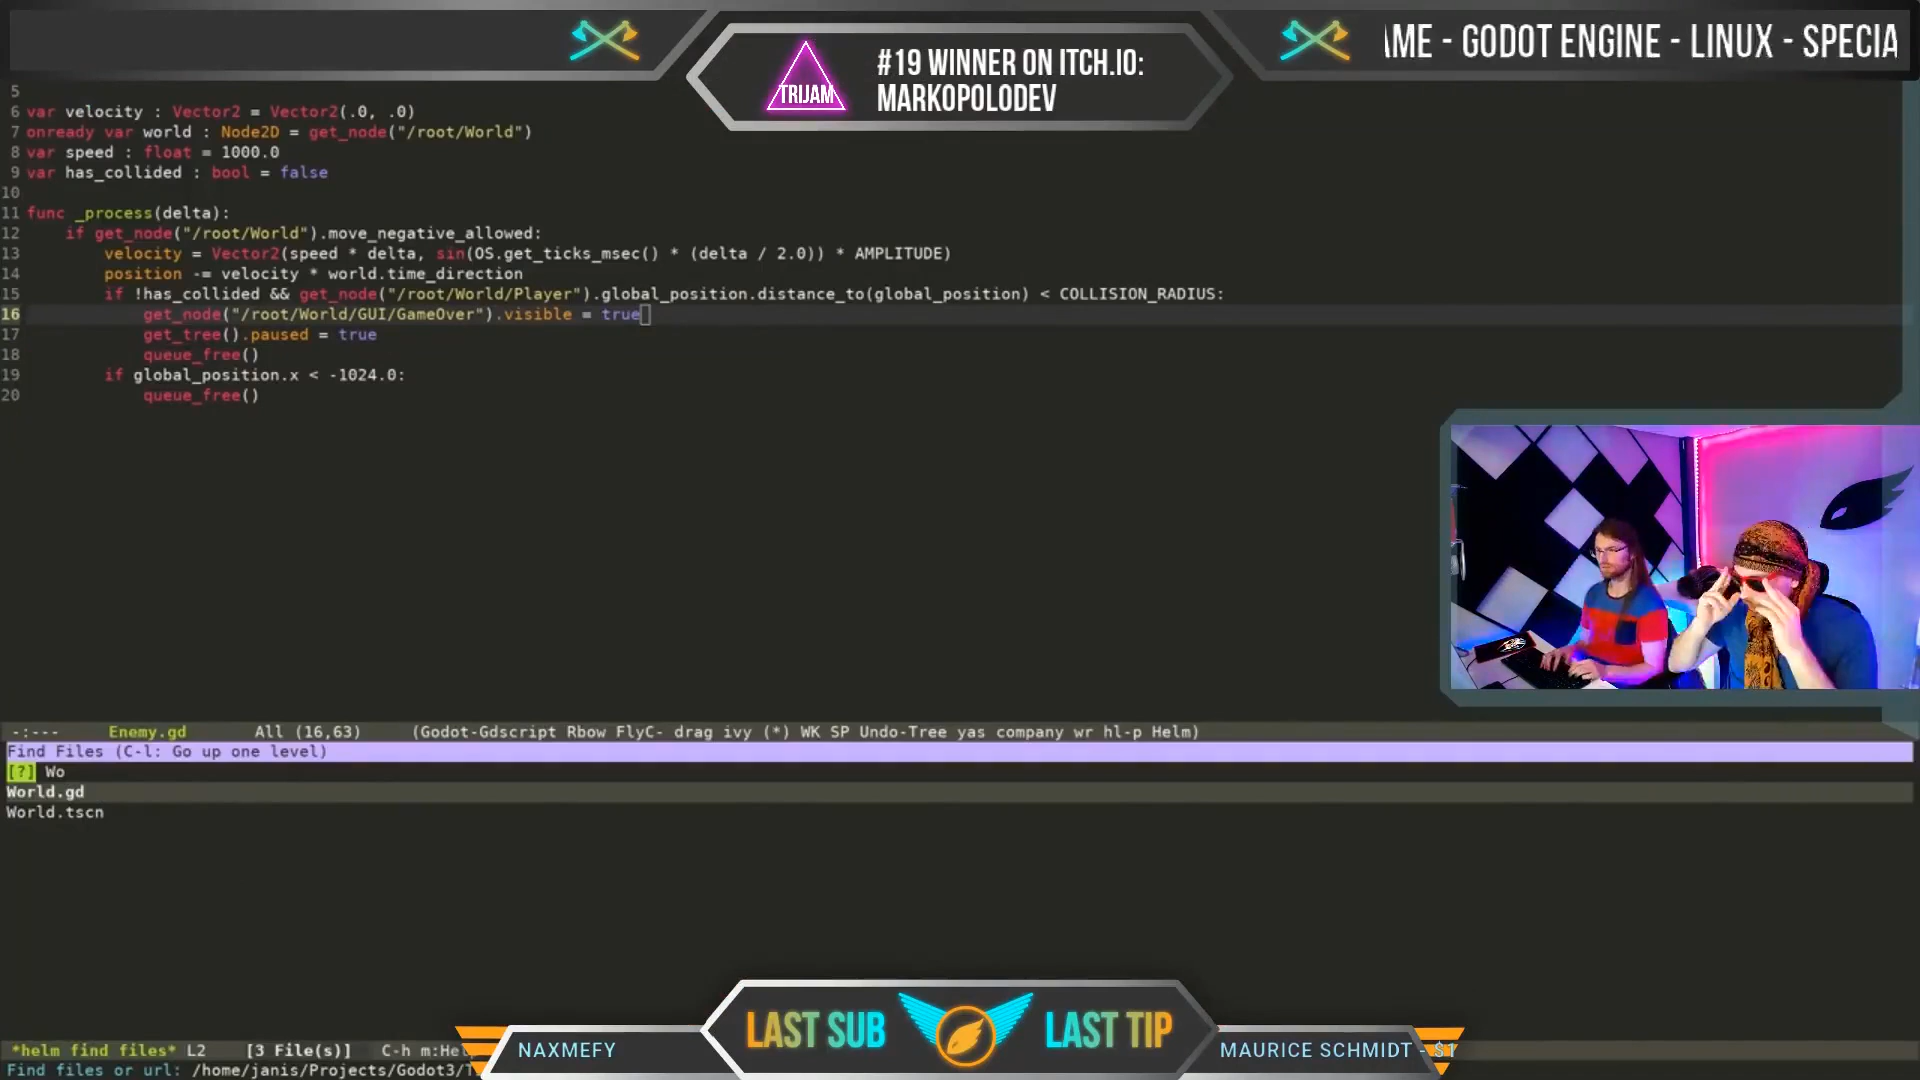 AME - GODOT ENGINE - LINUX - SPECIA
TRIJAM
#19 WINNER ON ITCH.IO:
MARKOPOLODEV
5
6 var velocity : Vector2 = Vector2(.0, .0)
7 onready var world : Node2D = get_node("/root/World")
8 var speed : float = 1000.0
9 var has_collided : bool = false
10
11 func _process(delta):
12 if get_node("/root/World").move_negative_allowed:
13 velocity = Vector2(speed * delta, sin(OS.get_ticks_msec() * (delta / 2.0)) * AMPLITUDE)
14 position -= velocity * world.time_direction
15 if !has_collided && get_node("/root/World/Player").global_position.distance_to(global_position) < COLLISION_RADIUS:
16 get_node("/root/World/GUI/GameOver").visible = true
17 get_tree().paused = true
18 queue_free()
19 if global_position.x < -1024.0:
20 queue_free()
-:--- Enemy.gd All (16,63) (Godot-Gdscript Rbow FlyC- drag ivy (*) WK SP Undo-Tree yas company wr hl-p Helm)
Find Files (C-l: Go up one level)
[?] Wo
World.gd
World.tscn
*helm find files* L2 [3 File(s)] C-h m:He
Find files or url: /home/janis/Projects/Godot3/T
LAST SUB
LAST TIP
NAXMEFY
MAURICE SCHMIDT - $1